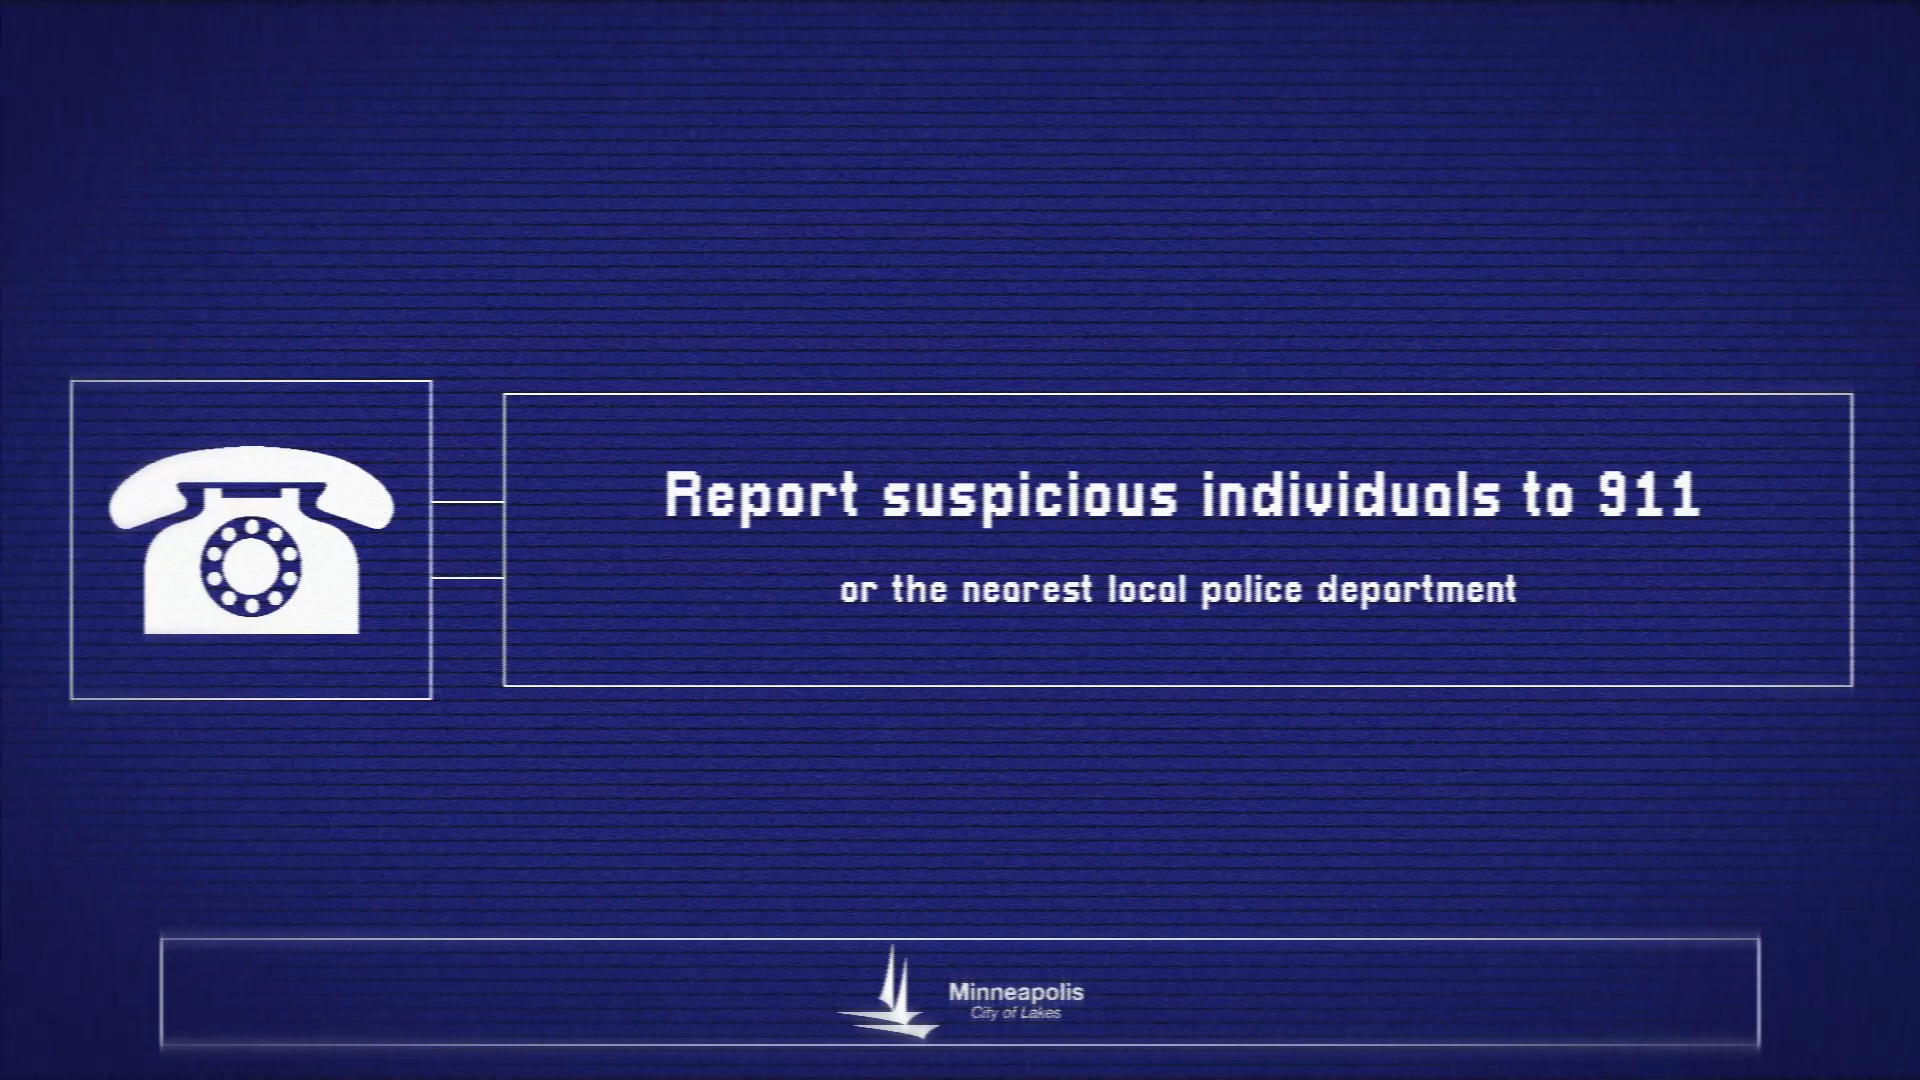 Report suspicious individuals to 911
or the nearest local police department
Minneapolis
City of Lakes